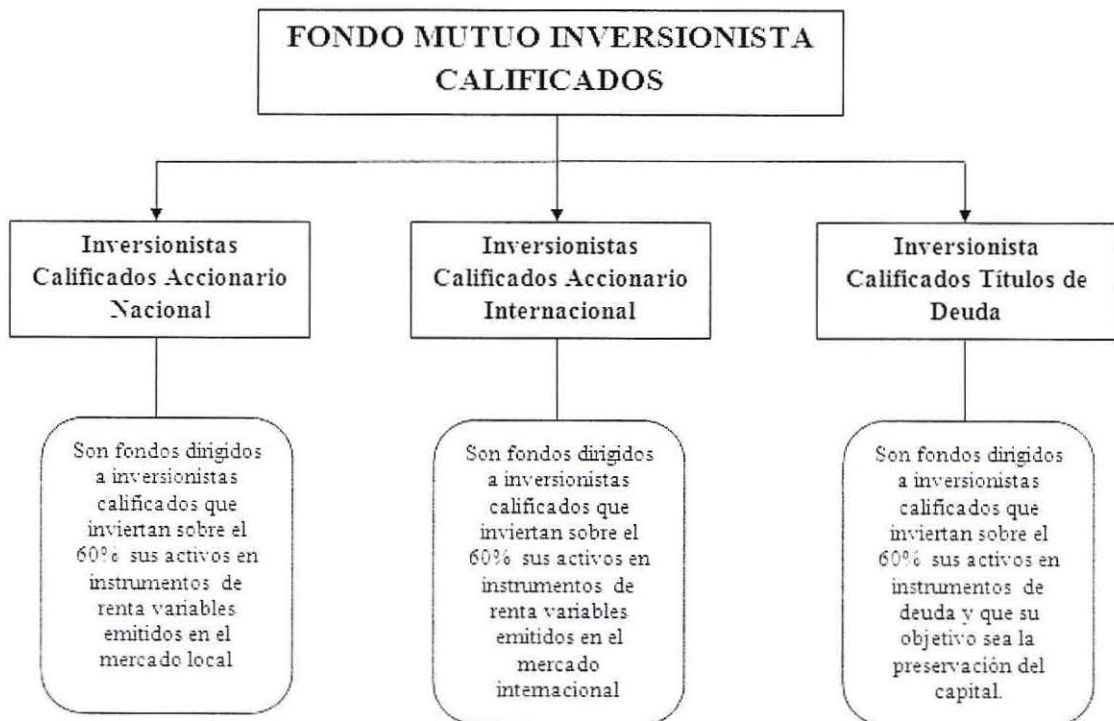 FONDO MUTUO INVERSIONISTA
CALIFICADOS
Inversionistas
Calificados Accionario
Nacional
Inversionistas
Calificados Accionario
Internacional
Inversionista
Calificados Títulos de
Deuda
Son fondos dirigidos
a inversionistas
calificados que
inviertan sobre el
60% sus activos en
instrumentos de
renta variables
emitidos en el
mercado local
Son fondos dirigidos
a inversionistas
calificados que
inviertan sobre el
60% sus activos en
instrumentos de
renta variables
emitidos en el
mercado
internacional
Son fondos dirigidos
a inversionistas
calificados que
inviertan sobre el
60% sus activos en
instrumentos de
deuda y que su
objetivo sea la
preservación del
capital.